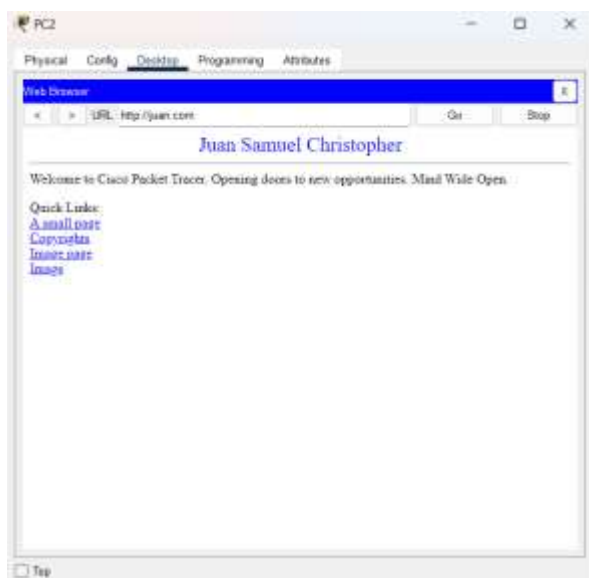 PC2
Physical Config Desktop Programming Attributes
Web Browser X
< > URL http://juan.com Go Stop
Juan Samuel Christopher
Welcome to Cisco Packet Tracer. Opening doors to new opportunities. Mind Wide Open.
Quick Links:
A small page
Copyrights
Image page
Image
Top